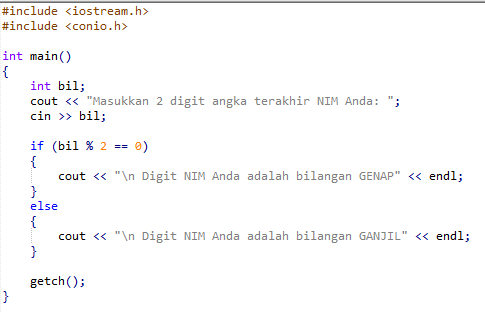 #include <iostream.h>
#include <conio.h>
int main()
{
int bil;
cout << "Masukkan 2 digit angka terakhir NIM Anda: ";
cin >> bil;
if (bil % 2 == 0)
{
cout << "\n Digit NIM Anda adalah bilangan GENAP" << endl;
}
else
{
cout << "\n Digit NIM Anda adalah bilangan GANJIL" << endl;
}
getch();
}